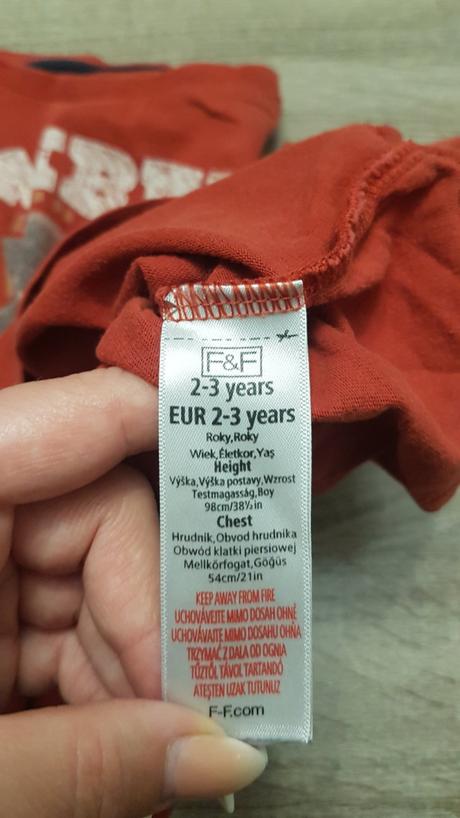 F&F
2-3 years
EUR 2-3 years
Roky,Roky
Wiek,Életkor,Yaş
Height
Výška,Výška postavy,Wzrost
Testmagasság,Boy
98cm/38½in
Chest
Hrudník,Obvod hrudníka
Obwód klatki piersiowej
Mellkörfogat,Göğüs
54cm/21in
KEEP AWAY FROM FIRE
UCHOVÁVEJTE MIMO DOSAH OHNĚ
UCHOVÁVAJTE MIMO DOSAHU OHŇA
TRZYMAĆ Z DALA OD OGNIA
TŰZTŐL TÁVOL TARTANDÓ
ATEŞTEN UZAK TUTUNUZ
F-F.com